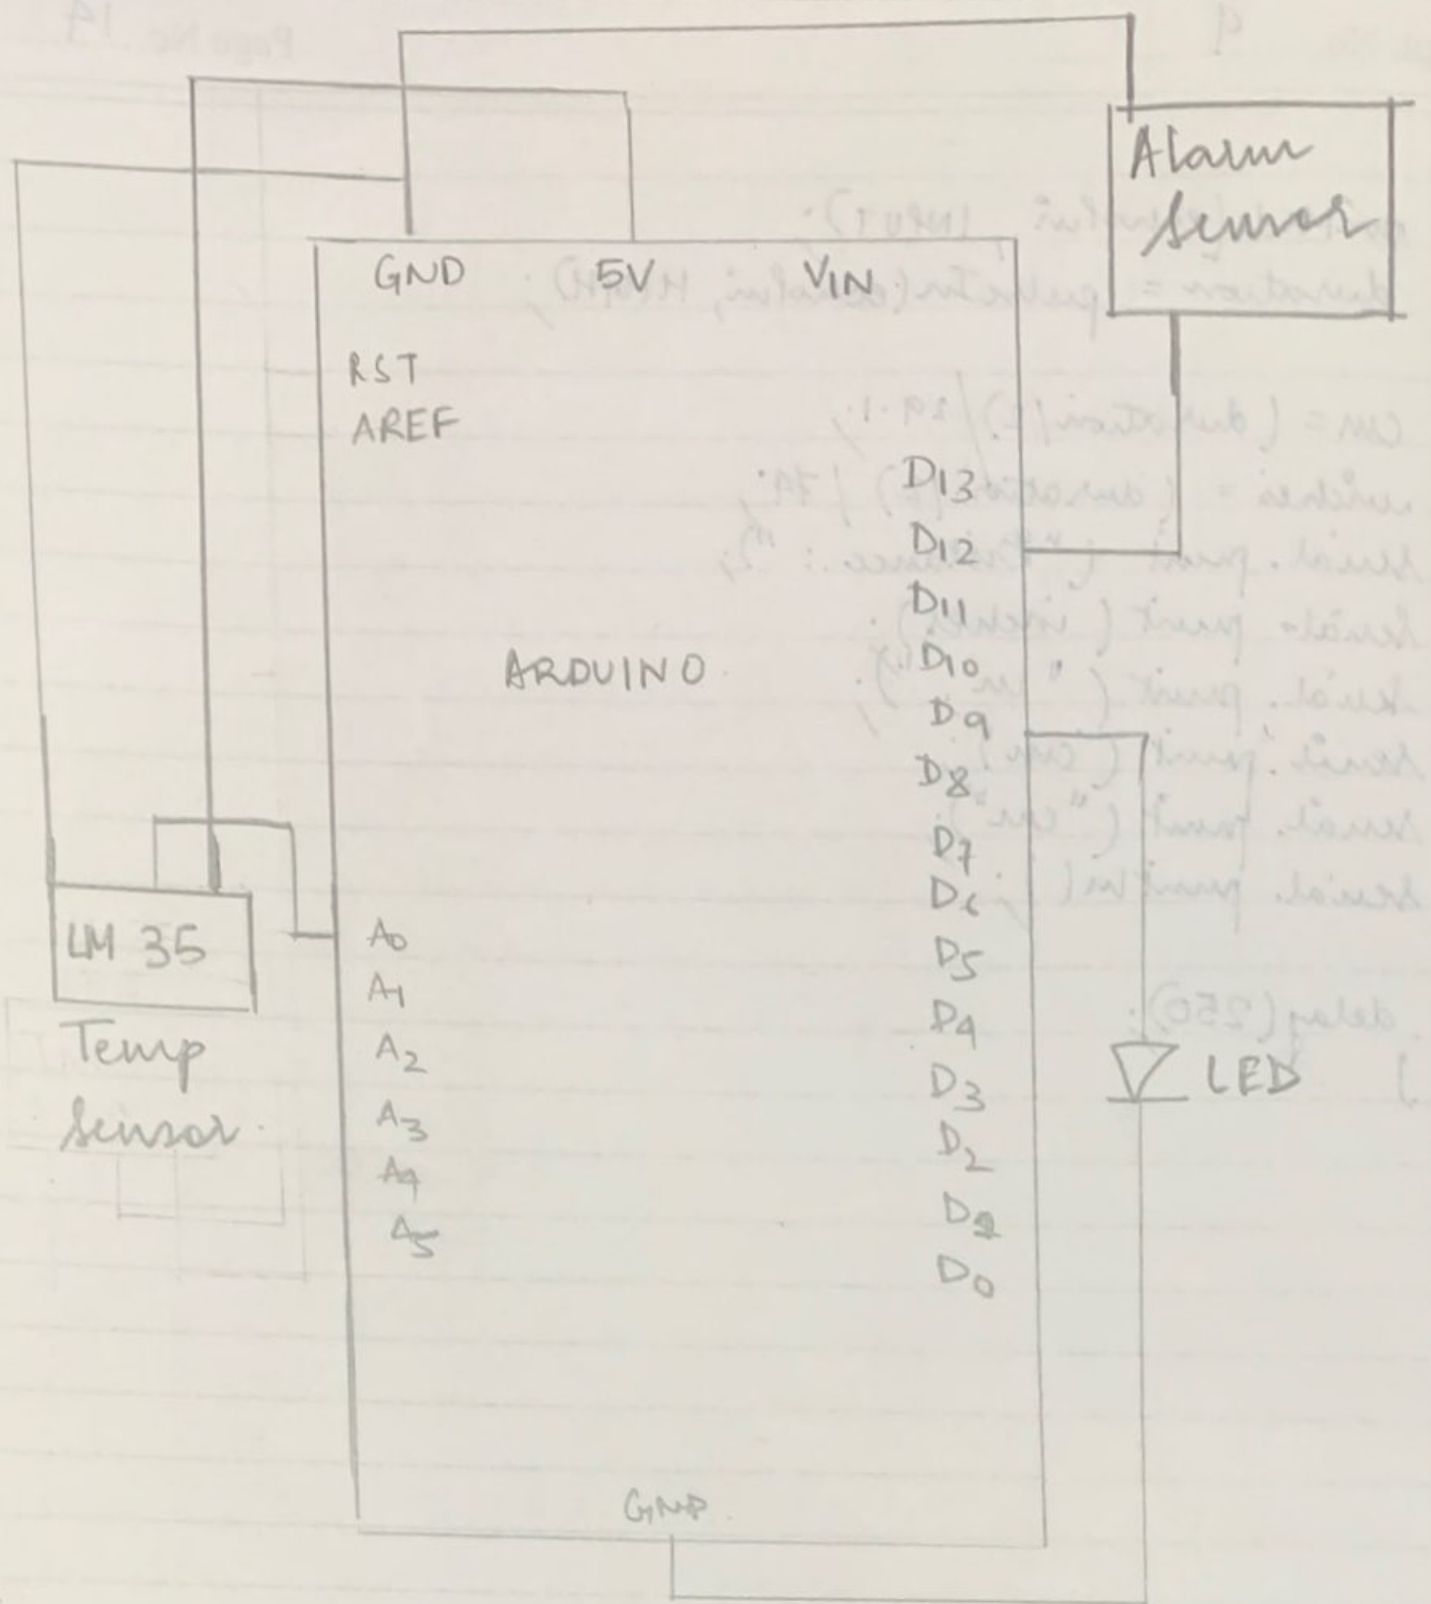 Alarm
Sensor
GND 5V VIN
RST
AREF
D13
D12
D11
D10
D9
D8
D7
D6
D5
D4
D3
D2
D0
ARDUINO
LM 35
Temp
Sensor
A0
A1
A2
A3
A4
A5
LED
GND